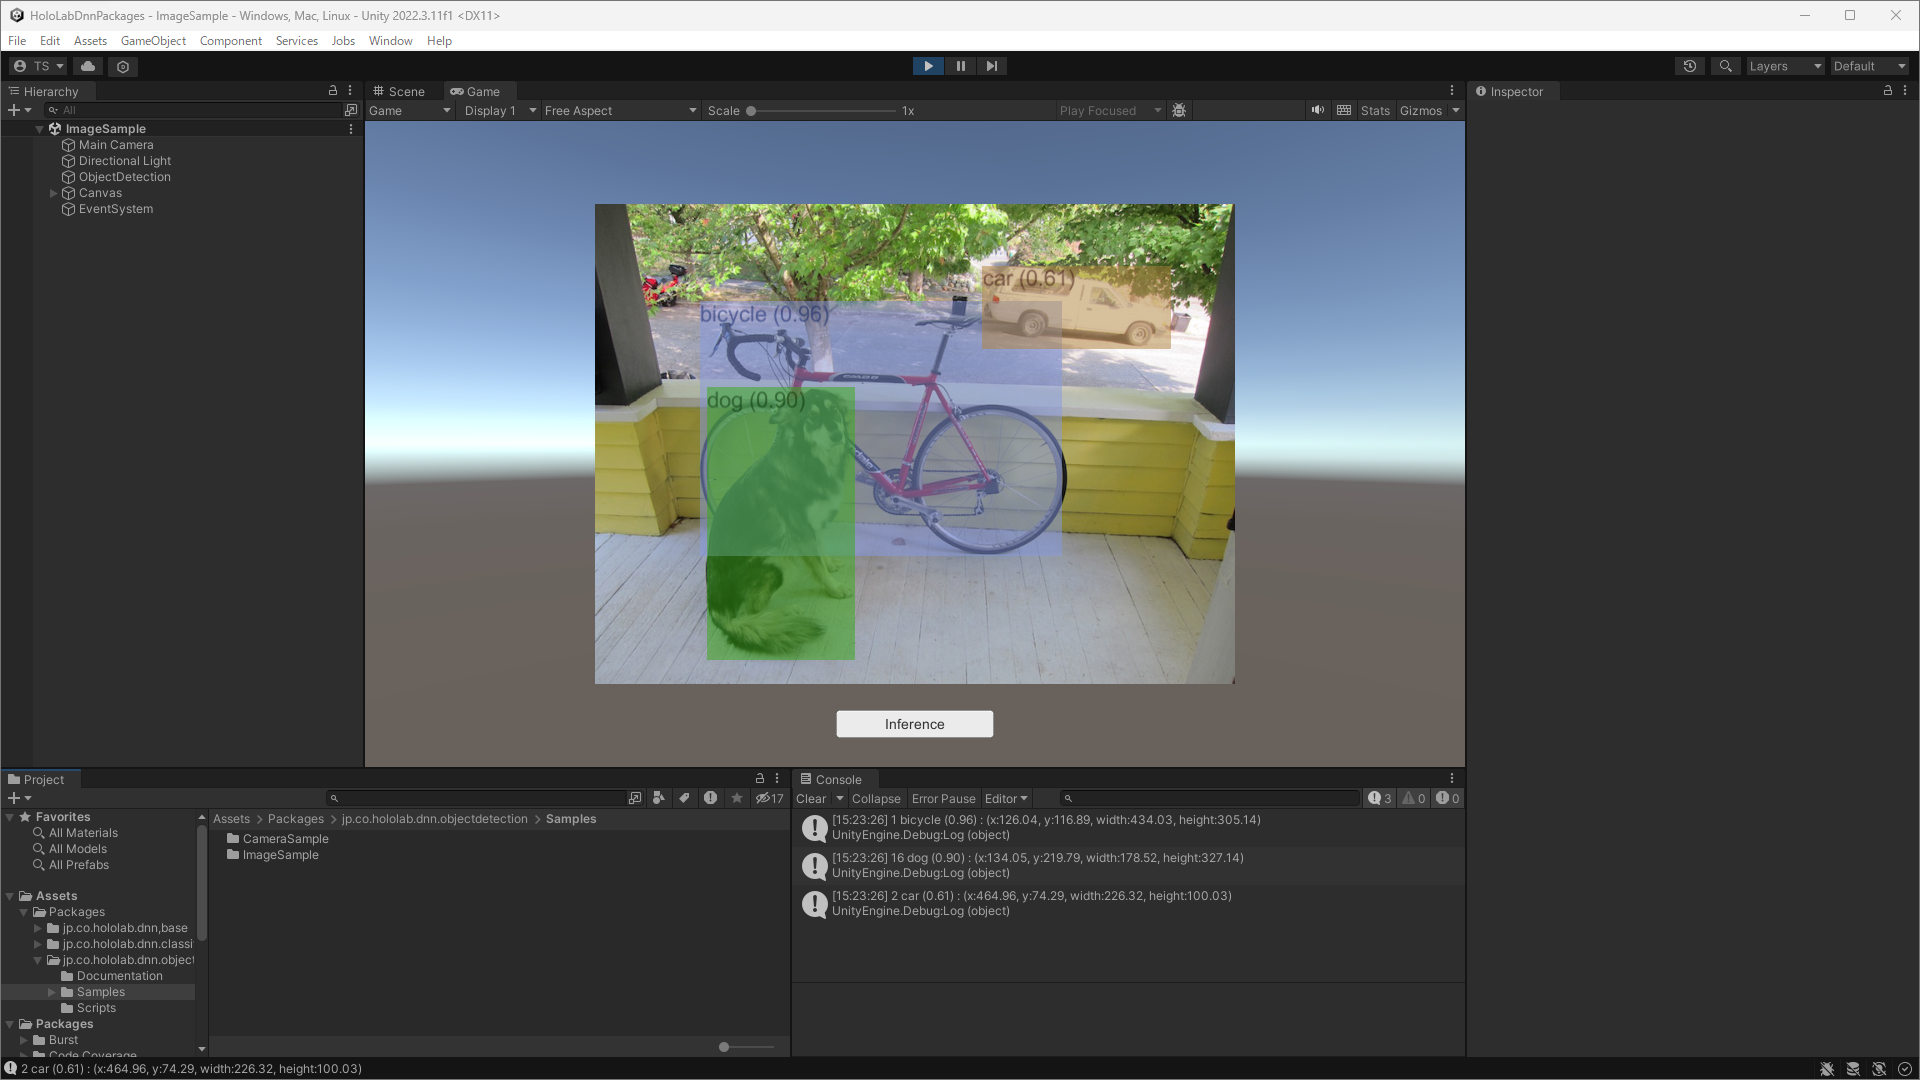 HoloLabDnnPackages - ImageSample - Windows, Mac, Linux - Unity 2022.3.11f1 <DX11>
File Edit Assets GameObject Component Services Jobs Window Help
TS
Layers
Default
Hierarchy
All
ImageSample
Main Camera
Directional Light
ObjectDetection
Canvas
EventSystem
Scene
Game
Game
Display 1
Free Aspect
Scale
1x
Play Focused
Stats
Gizmos
Inspector
car (0.61)
bicycle (0.96)
dog (0.90)
Inference
Project
17
Favorites
All Materials
All Models
All Prefabs
Assets
Packages
jp.co.hololab.dnn,base
jp.co.hololab.dnn.classi
jp.co.hololab.dnn.object
Documentation
Samples
Scripts
Packages
Burst
Code Coverage
Assets > Packages > jp.co.hololab.dnn.objectdetection > Samples
CameraSample
ImageSample
Console
Clear
Collapse
Error Pause
Editor
3
0
0
[15:23:26] 1 bicycle (0.96) : (x:126.04, y:116.89, width:434.03, height:305.14)
UnityEngine.Debug:Log (object)
[15:23:26] 16 dog (0.90) : (x:134.05, y:219.79, width:178.52, height:327.14)
UnityEngine.Debug:Log (object)
[15:23:26] 2 car (0.61) : (x:464.96, y:74.29, width:226.32, height:100.03)
UnityEngine.Debug:Log (object)
2 car (0.61) : (x:464.96, y:74.29, width:226.32, height:100.03)